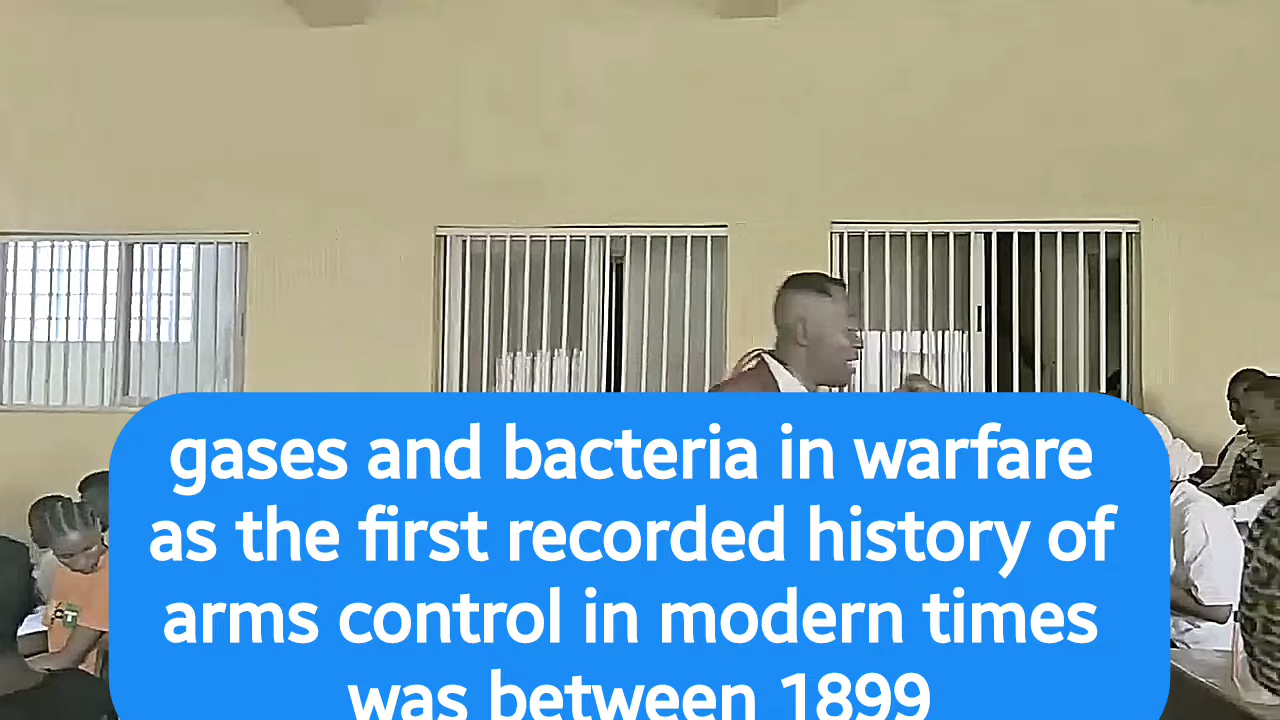 gases and bacteria in warfare
as the first recorded history of
arms control in modern times
was between 1899